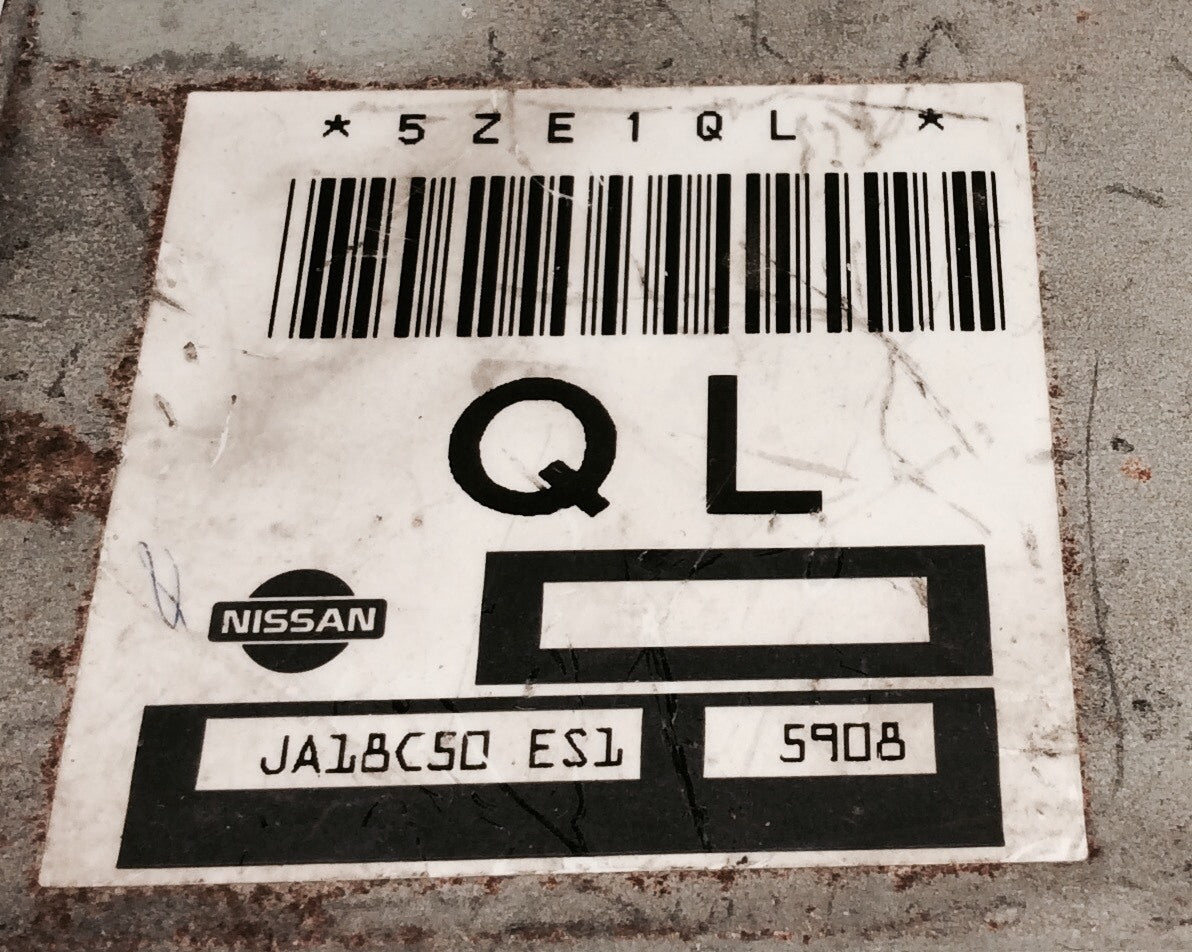 *5ZE1QL *
QL
NISSAN
JA18C50 ES1 5908